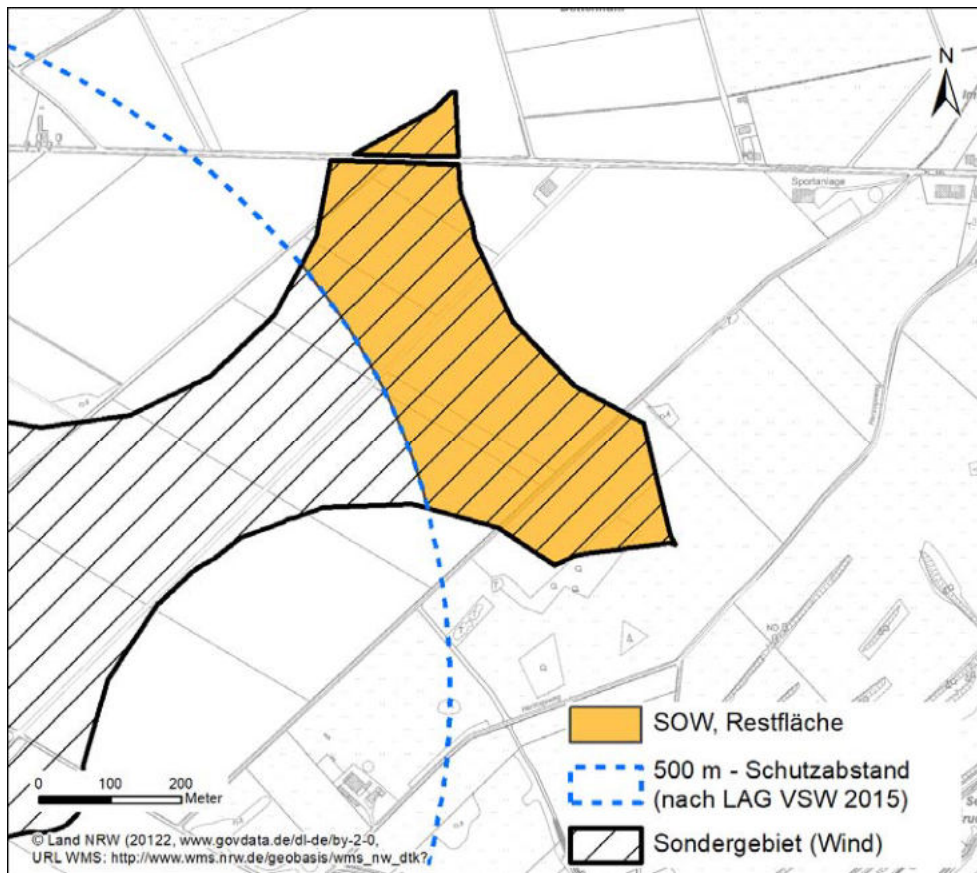 N
Sportanlage
ND
SOW, Restfläche
500 m - Schutzabstand
(nach LAG VSW 2015)
Sondergebiet (Wind)
0 100 200
Meter
© Land NRW (20122, www.govdata.de/dl-de/by-2-0,
URL WMS: http://www.wms.nrw.de/geobasis/wms_nw_dtk?